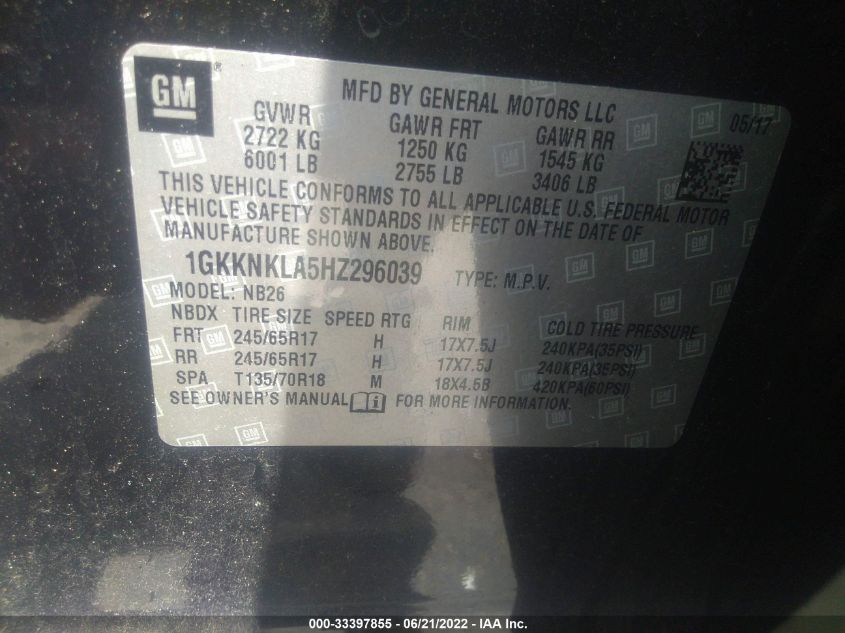 GM
MFD BY GENERAL MOTORS LLC
05/17
GVWR GAWR FRT GAWR RR
2722 KG 1250 KG 1545 KG
6001 LB 2755 LB 3406 LB
THIS VEHICLE CONFORMS TO ALL APPLICABLE U.S. FEDERAL MOTOR
VEHICLE SAFETY STANDARDS IN EFFECT ON THE DATE OF
MANUFACTURE SHOWN ABOVE.
1GKKNKLA5HZ296039 TYPE: M.P.V.
MODEL: NB26
NBDX TIRE SIZE SPEED RTG RIM COLD TIRE PRESSURE
FRT 245/65R17 H 17X7.5J 240KPA(35PSI)
RR 245/65R17 H 17X7.5J 240KPA(35PSI)
SPA T135/70R18 M 18X4.5B 420KPA(60PSI)
SEE OWNER'S MANUAL i FOR MORE INFORMATION.
000-33397855 - 06/21/2022 - IAA Inc.